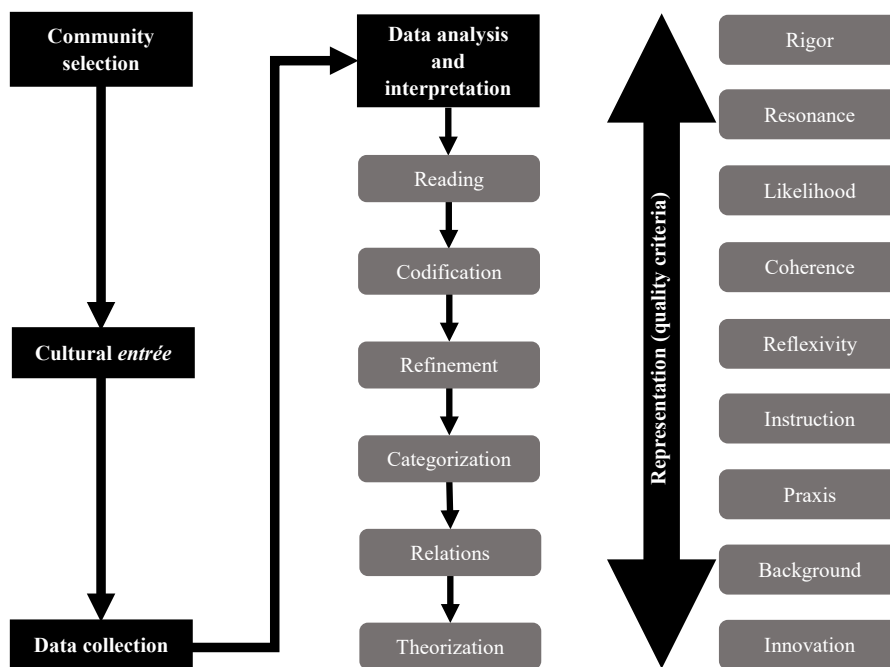 Community
selection
Cultural entrée
Data collection
Data analysis
and
interpretation
Reading
Codification
Refinement
Categorization
Relations
Theorization
Representation (quality criteria)
Rigor
Resonance
Likelihood
Coherence
Reflexivity
Instruction
Praxis
Background
Innovation